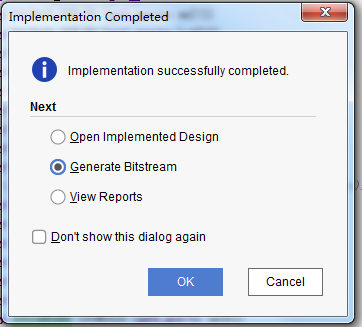 Implementation Completed
Implementation successfully completed.
Next
Open Implemented Design
Generate Bitstream
View Reports
Don't show this dialog again
OK
Cancel